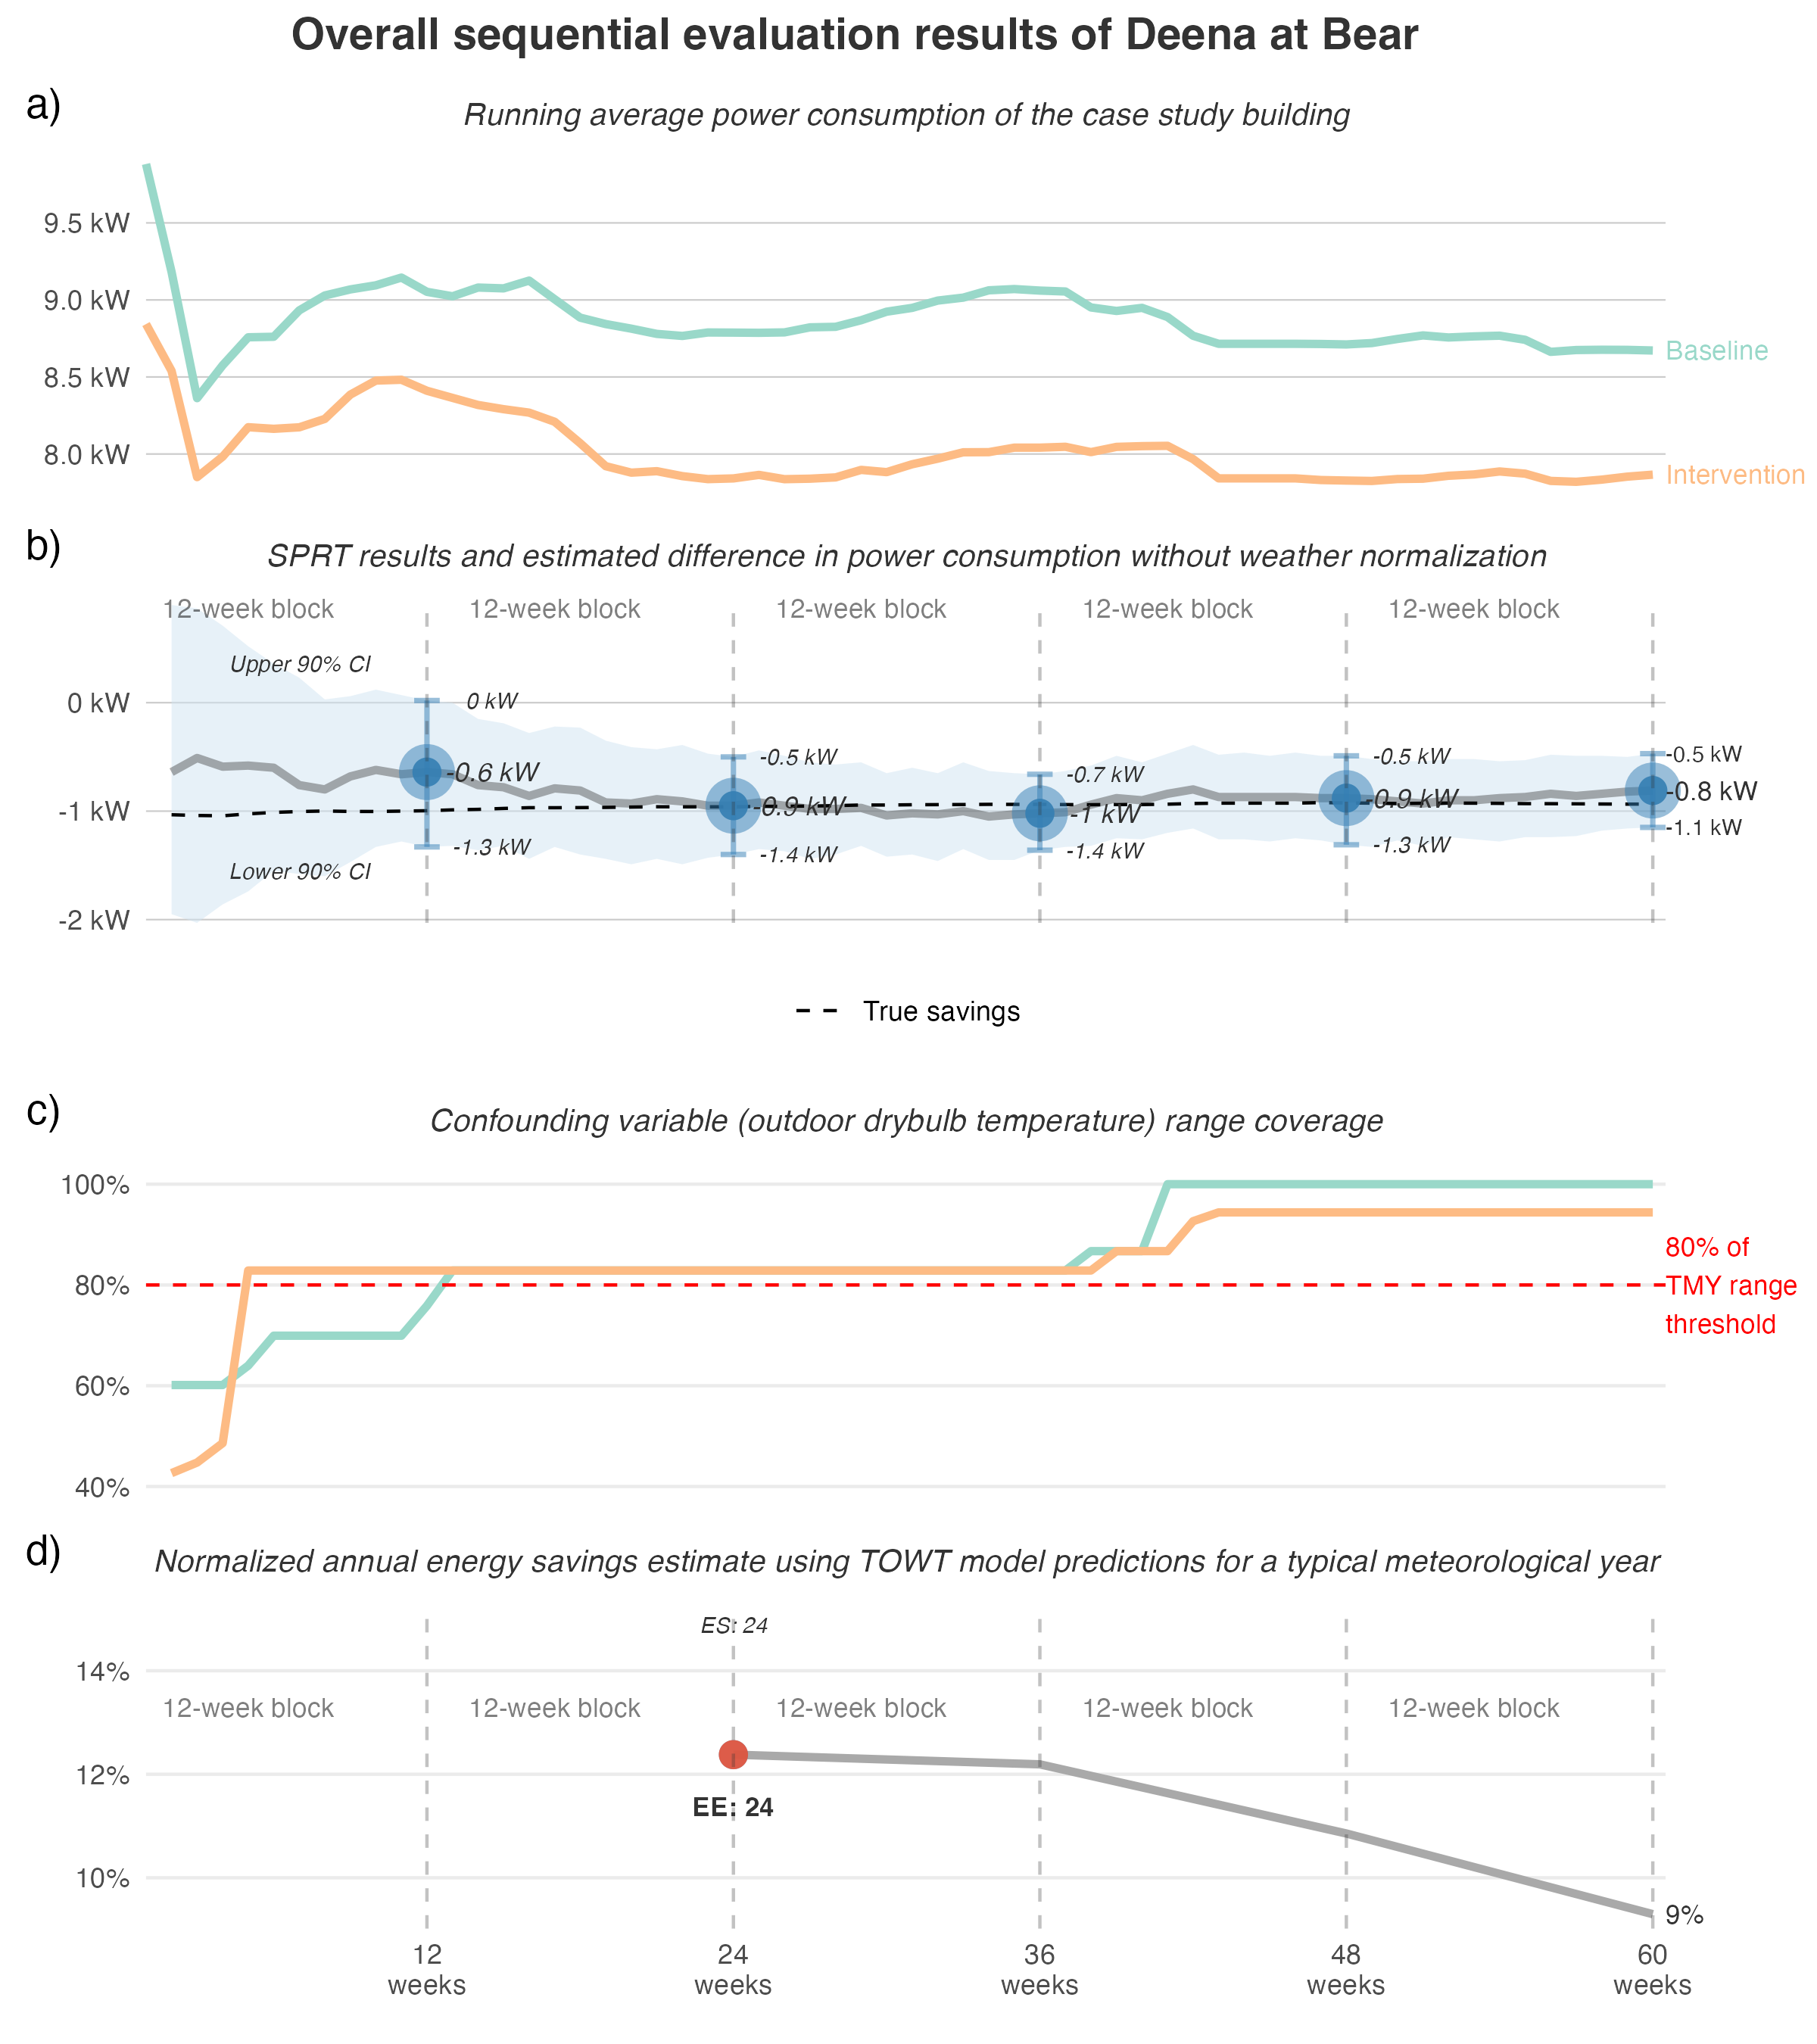 Overall sequential evaluation results of Deena at Bear
a)
Running average power consumption of the case study building
9.5 kW
9.0 kW
8.5 kW
8.0 kW
Baseline
Intervention
b)
SPRT results and estimated difference in power consumption without weather normalization
12-week block 12-week block 12-week block 12-week block 12-week block
Upper 90% CI
Lower 90% CI
0 kW
-1 kW
-2 kW
0 kW
-0.6 kW
-1.3 kW
-0.5 kW
-0.9 kW
-1.4 kW
-0.7 kW
-1 kW
-1.4 kW
-0.5 kW
-0.9 kW
-1.3 kW
-0.5 kW
-0.8 kW
-1.1 kW
True savings
c)
Confounding variable (outdoor drybulb temperature) range coverage
100%
80%
60%
40%
80% of
TMY range
threshold
d)
Normalized annual energy savings estimate using TOWT model predictions for a typical meteorological year
ES: 24
14%
12-week block 12-week block 12-week block 12-week block 12-week block
12%
EE: 24
10%
9%
12 weeks
24 weeks
36 weeks
48 weeks
60 weeks